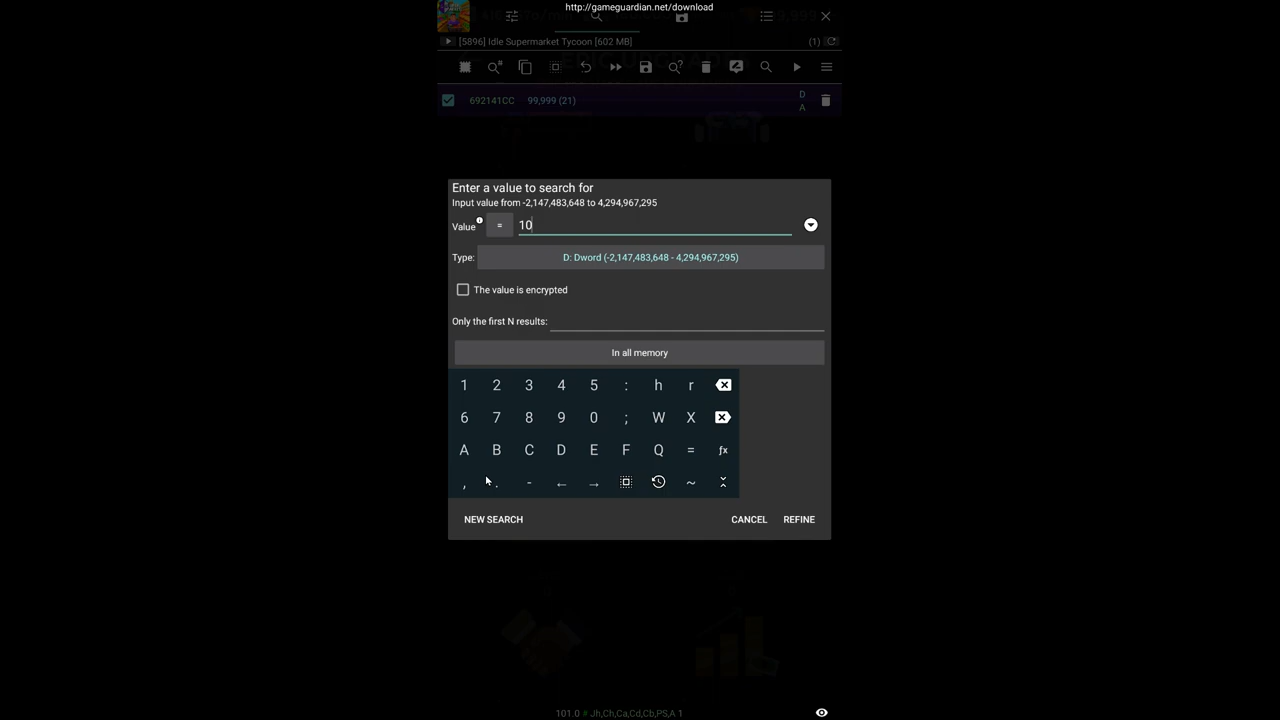 http://gameguardian.net/download
[5896] Idle Supermarket Tycoon [602 MB]
(1)
692141CC 99,999 (21)
D
A
Enter a value to search for
Input value from -2,147,483,648 to 4,294,967,295
Value = 10
Type: D: Dword (-2,147,483,648 - 4,294,967,295)
The value is encrypted
Only the first N results:
In all memory
1 2 3 4 5 : h r
6 7 8 9 0 ; W X
A B C D E F Q = ƒx
, . - ← → ~
NEW SEARCH CANCEL REFINE
101.0 # Jh,Ch,Ca,Cd,Cb,PS,A 1